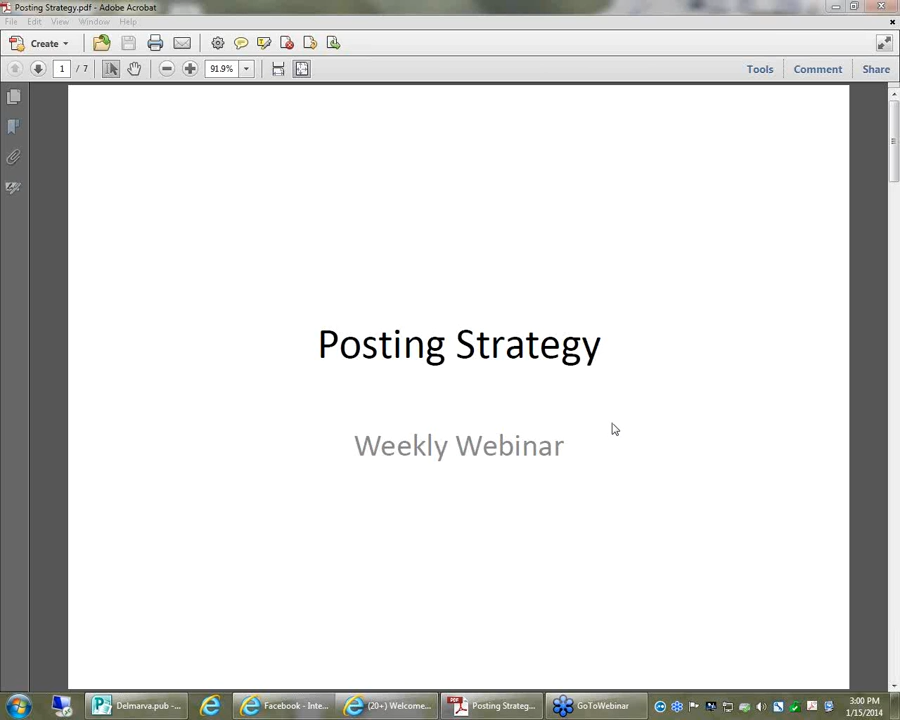 Posting Strategy.pdf - Adobe Acrobat
File Edit View Window Help
Create
1 / 7 91.9% Tools Comment Share
Posting Strategy
Weekly Webinar
Delmarva.pub -... Facebook - Inte... (20+) Welcome... PDF Posting Strateg... GoToWebinar
3:00 PM
1/15/2014